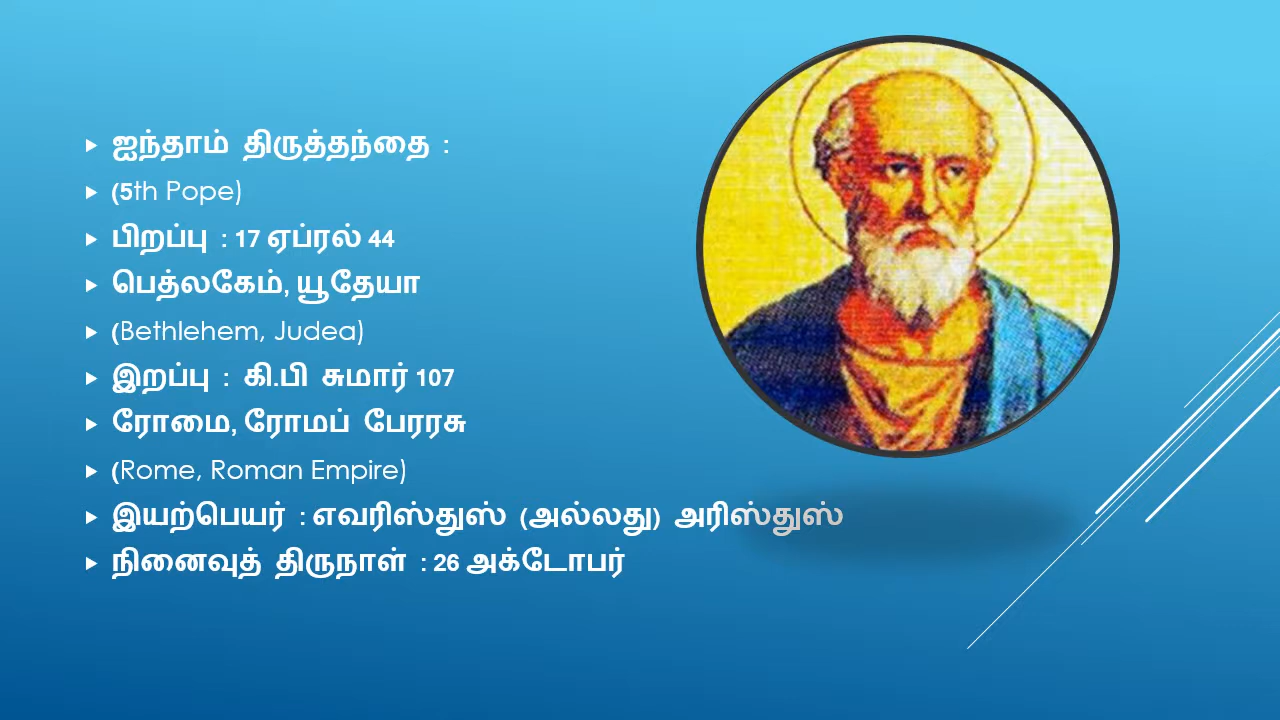 ஐந்தாம் திருத்தந்தை :
(5th Pope)
பிறப்பு : 17 ஏப்ரல் 44
பெத்லகேம், யூதேயா
(Bethlehem, Judea)
இறப்பு : கி.பி சுமார் 107
ரோமை, ரோமப் பேரரசு
(Rome, Roman Empire)
இயற்பெயர் : எவரிஸ்துஸ் (அல்லது) அரிஸ்துஸ்
நினைவுத் திருநாள் : 26 அக்டோபர்